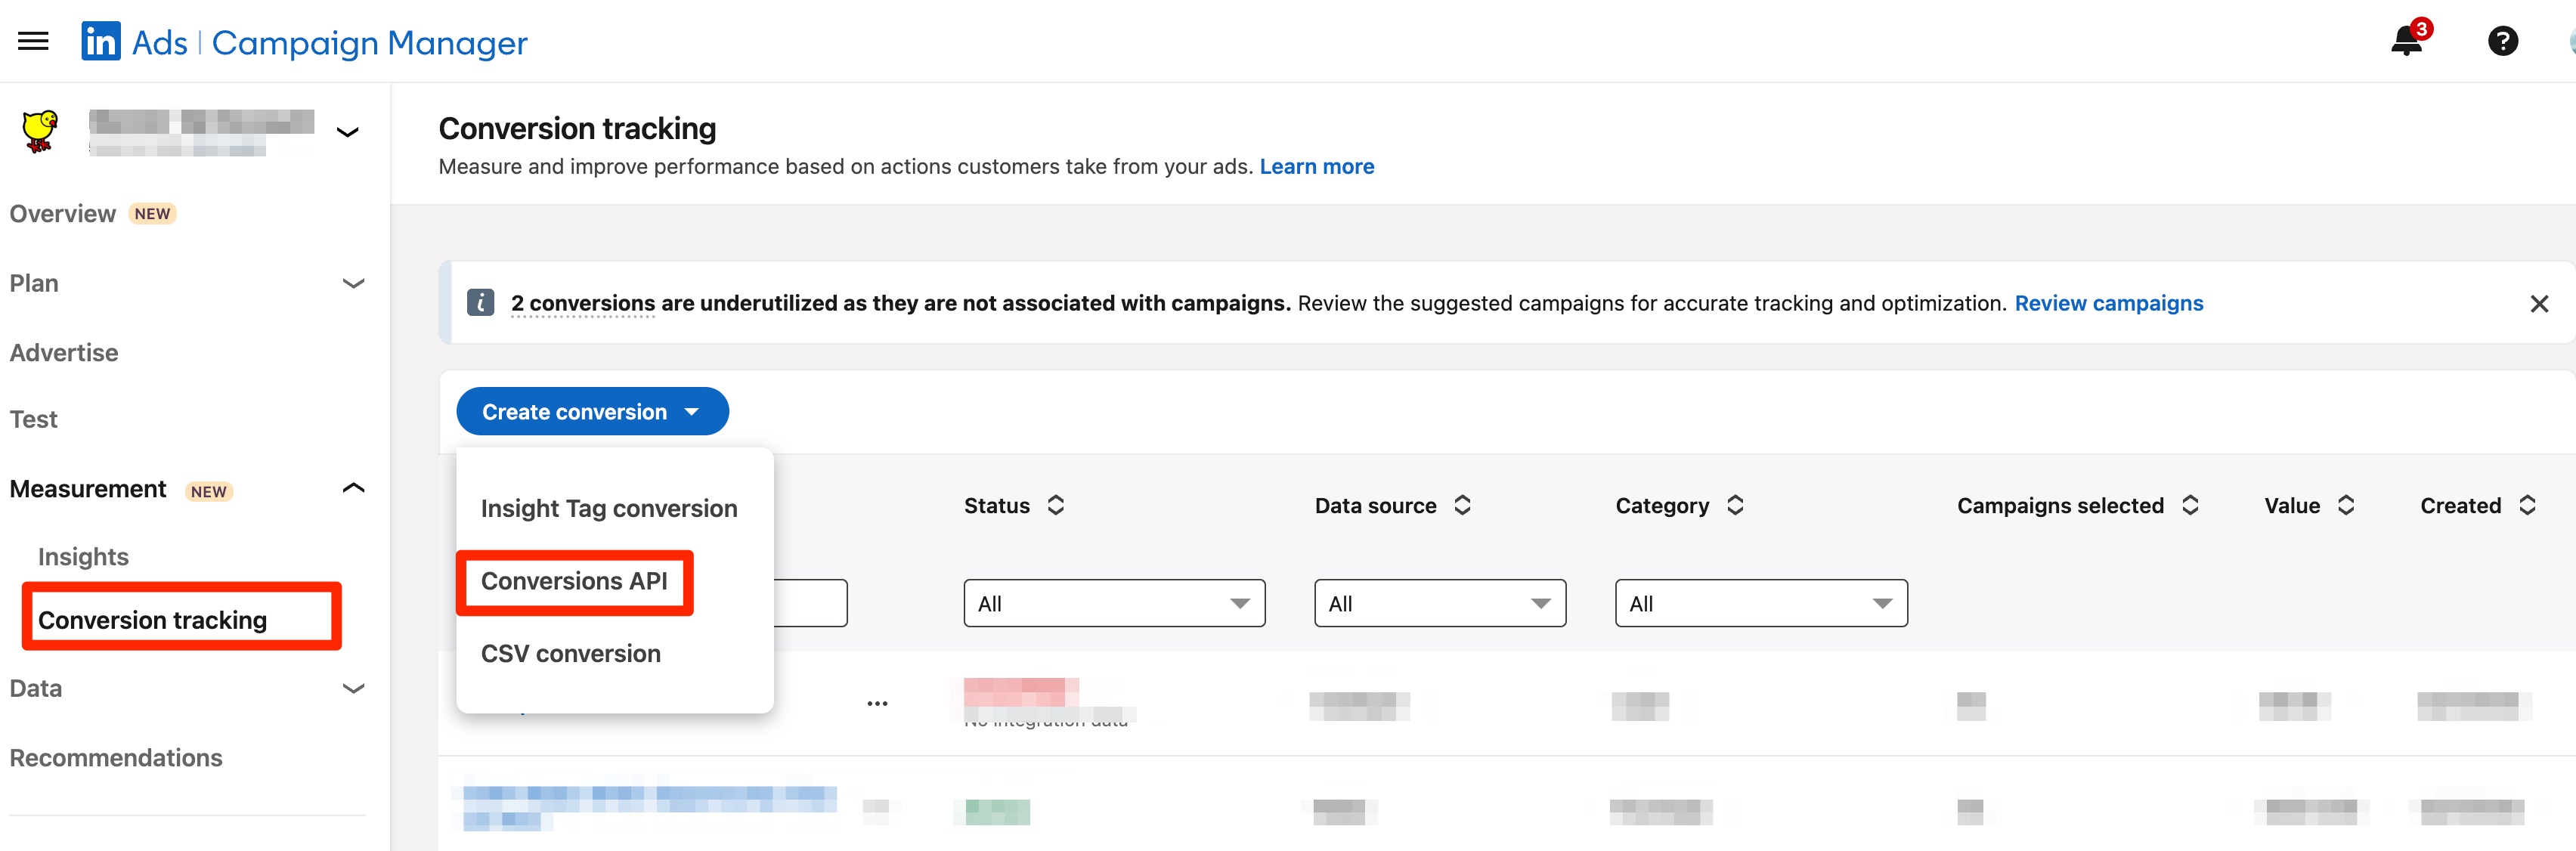 in Ads | Campaign Manager
3
?
Conversion tracking
Measure and improve performance based on actions customers take from your ads. Learn more
Overview NEW
Plan
Advertise
Test
Measurement NEW
Insights
Conversion tracking
Data
Recommendations
i 2 conversions are underutilized as they are not associated with campaigns. Review the suggested campaigns for accurate tracking and optimization. Review campaigns
Create conversion
Insight Tag conversion
Conversions API
CSV conversion
Status Data source Category Campaigns selected Value Created
All All All
No integration data